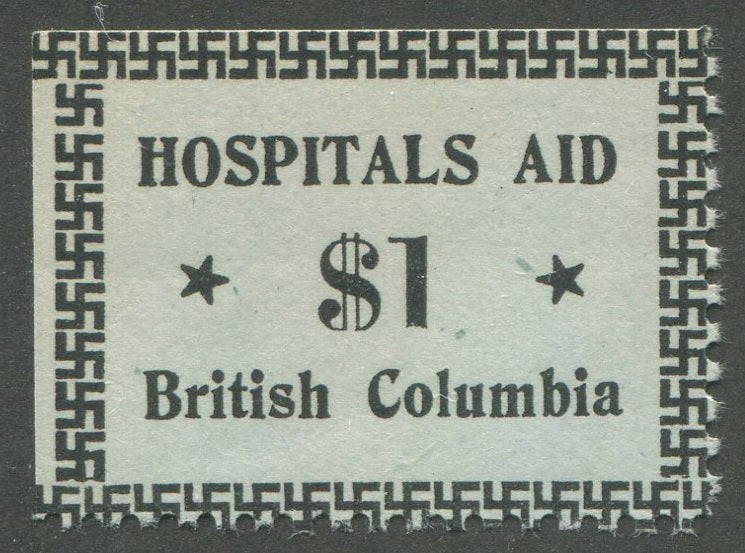 HOSPITALS AID
$1
British Columbia